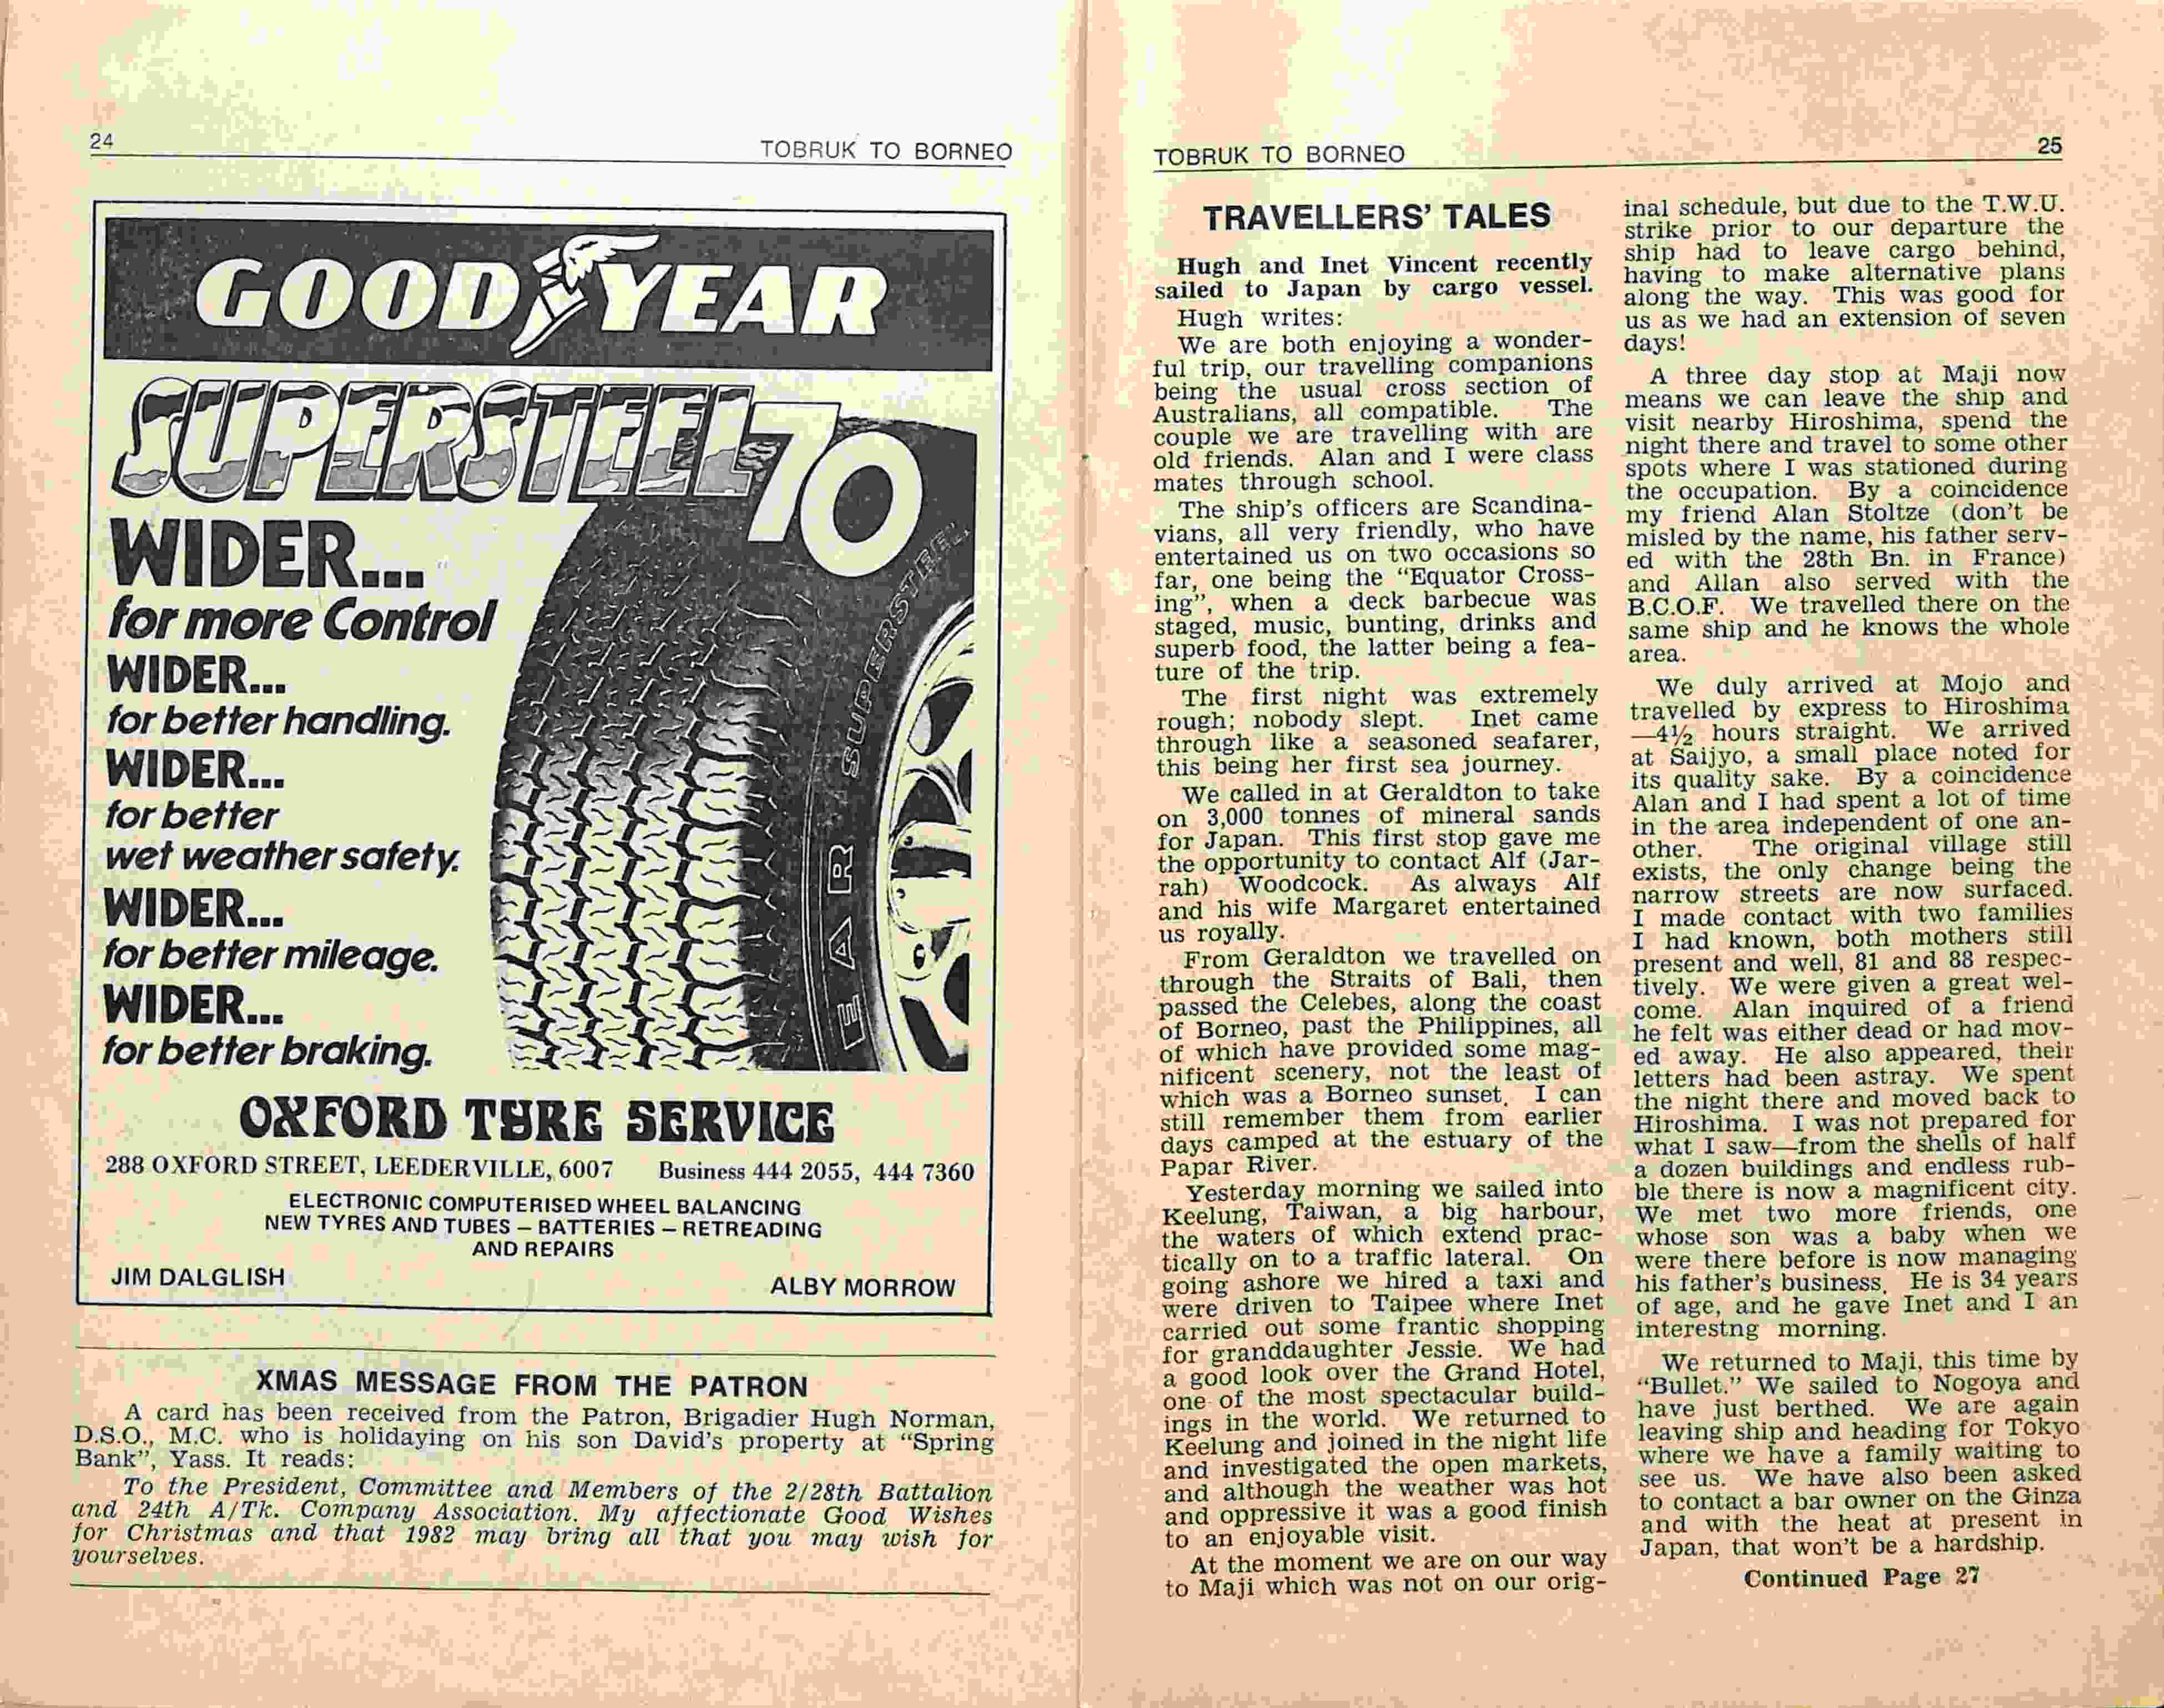 24
TOBRUK TO BORNEO
GOOD YEAR
SUPERSTEEL 70
WIDER...
for more Control
WIDER...
for better handling.
WIDER...
for better
wet weather safety.
WIDER...
for better mileage.
WIDER...
for better braking.
SUPERSTEEL
EAR
OXFORD TYRE SERVICE
288 OXFORD STREET, LEEDERVILLE, 6007 Business 444 2055, 444 7360
ELECTRONIC COMPUTERISED WHEEL BALANCING
NEW TYRES AND TUBES – BATTERIES – RETREADING
AND REPAIRS
JIM DALGLISH
ALBY MORROW
XMAS MESSAGE FROM THE PATRON
A card has been received from the Patron, Brigadier Hugh Norman,
D.S.O., M.C. who is holidaying on his son David's property at "Spring
Bank", Yass. It reads:
To the President, Committee and Members of the 2/28th Battalion
and 24th A/Tk. Company Association. My affectionate Good Wishes
for Christmas and that 1982 may bring all that you may wish for
yourselves.
TOBRUK TO BORNEO
25
TRAVELLERS' TALES
Hugh and Inet Vincent recently
sailed to Japan by cargo vessel.
Hugh writes:
We are both enjoying a wonder-
ful trip, our travelling companions
being the usual cross section of
Australians, all compatible. The
couple we are travelling with are
old friends. Alan and I were class
mates through school.
The ship's officers are Scandina-
vians, all very friendly, who have
entertained us on two occasions so
far, one being the "Equator Cross-
ing", when a deck barbecue was
staged, music, bunting, drinks and
superb food, the latter being a fea-
ture of the trip.
The first night was extremely
rough; nobody slept. Inet came
through like a seasoned seafarer,
this being her first sea journey.
We called in at Geraldton to take
on 3,000 tonnes of mineral sands
for Japan. This first stop gave me
the opportunity to contact Alf (Jar-
rah) Woodcock. As always Alf
and his wife Margaret entertained
us royally.
From Geraldton we travelled on
through the Straits of Bali, then
passed the Celebes, along the coast
of Borneo, past the Philippines, all
of which have provided some mag-
nificent scenery, not the least of
which was a Borneo sunset. I can
still remember them from earlier
days camped at the estuary of the
Papar River.
Yesterday morning we sailed into
Keelung, Taiwan, a big harbour,
the waters of which extend prac-
tically on to a traffic lateral. On
going ashore we hired a taxi and
were driven to Taipee where Inet
carried out some frantic shopping
for granddaughter Jessie. We had
a good look over the Grand Hotel,
one of the most spectacular build-
ings in the world. We returned to
Keelung and joined in the night life
and investigated the open markets,
and although the weather was hot
and oppressive it was a good finish
to an enjoyable visit.
At the moment we are on our way
to Maji which was not on our orig-
inal schedule, but due to the T.W.U.
strike prior to our departure the
ship had to leave cargo behind,
having to make alternative plans
along the way. This was good for
us as we had an extension of seven
days!
A three day stop at Maji now
means we can leave the ship and
visit nearby Hiroshima, spend the
night there and travel to some other
spots where I was stationed during
the occupation. By a coincidence
my friend Alan Stoltze (don't be
misled by the name, his father serv-
ed with the 28th Bn. in France)
and Allan also served with the
B.C.O.F. We travelled there on the
same ship and he knows the whole
area.
We duly arrived at Mojo and
travelled by express to Hiroshima
—4½ hours straight. We arrived
at Saijyo, a small place noted for
its quality sake. By a coincidence
Alan and I had spent a lot of time
in the area independent of one an-
other. The original village still
exists, the only change being the
narrow streets are now surfaced.
I made contact with two families
I had known, both mothers still
present and well, 81 and 88 respec-
tively. We were given a great wel-
come. Alan inquired of a friend
he felt was either dead or had mov-
ed away. He also appeared, their
letters had been astray. We spent
the night there and moved back to
Hiroshima. I was not prepared for
what I saw—from the shells of half
a dozen buildings and endless rub-
ble there is now a magnificent city.
We met two more friends, one
whose son was a baby when we
were there before is now managing
his father's business. He is 34 years
of age, and he gave Inet and I an
interestng morning.
We returned to Maji, this time by
"Bullet." We sailed to Nogoya and
have just berthed. We are again
leaving ship and heading for Tokyo
where we have a family waiting to
see us. We have also been asked
to contact a bar owner on the Ginza
and with the heat at present in
Japan, that won't be a hardship.
Continued Page 27